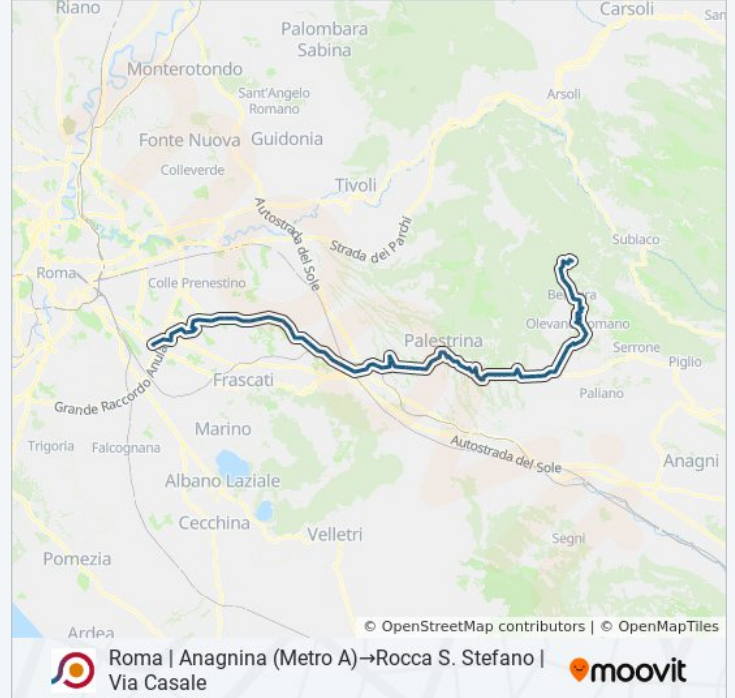 Riano
Carsoli
Palombara
Sabina
Monterotondo
Sant'Angelo
Romano
Arsoli
Fonte Nuova
Guidonia
Colleverde
Tivoli
Autostrada del Sole
Strada dei Parchi
Subiaco
Roma
Colle Prenestino
Olevano Romano
Palestrina
Serrone
Piglio
Frascati
Paliano
Grande Raccordo Anula
Marino
Trigoria
Falcognana
Autostrada del Sole
Anagni
Albano Laziale
Cecchina
Velletri
Segni
Pomezia
Ardea
© OpenStreetMap contributors | © OpenMapTiles
Roma | Anagnina (Metro A)→Rocca S. Stefano |
Via Casale
moovit